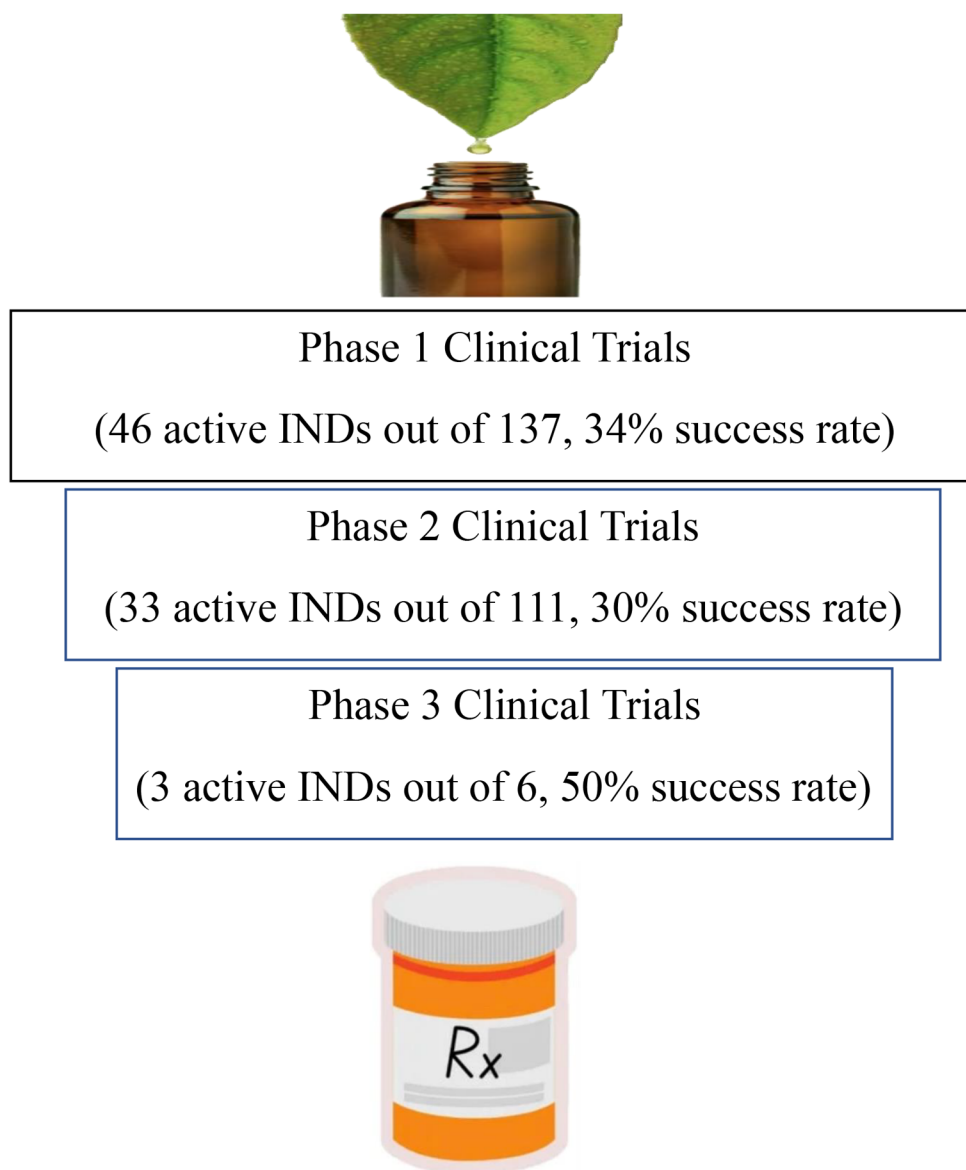 Phase 1 Clinical Trials
(46 active INDs out of 137, 34% success rate)
Phase 2 Clinical Trials
(33 active INDs out of 111, 30% success rate)
Phase 3 Clinical Trials
(3 active INDs out of 6, 50% success rate)
Rx